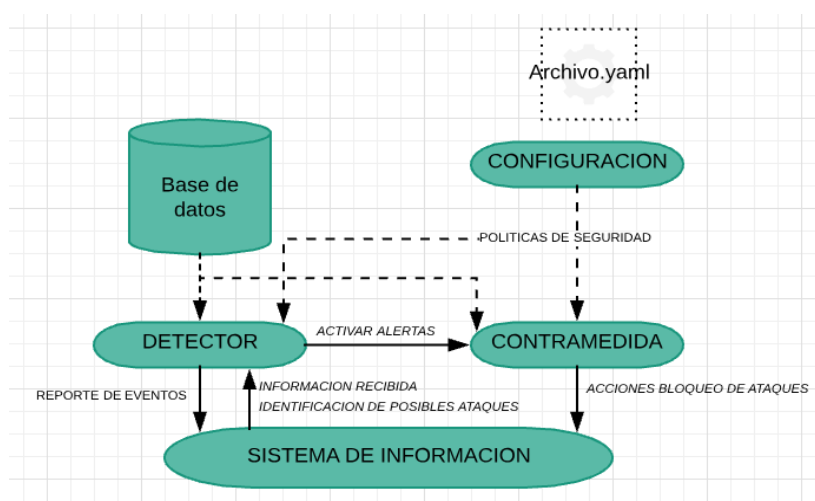 Archivo.yaml
CONFIGURACION
Base de
datos
POLITICAS DE SEGURIDAD
DETECTOR
ACTIVAR ALERTAS
CONTRAMEDIDA
REPORTE DE EVENTOS
INFORMACION RECIBIDA
IDENTIFICACION DE POSIBLES ATAQUES
ACCIONES BLOQUEO DE ATAQUES
SISTEMA DE INFORMACION